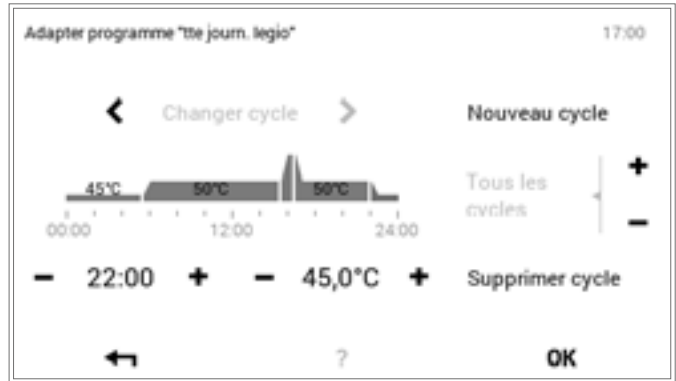 Adapter programme "tte journ. legio"
17:00
Changer cycle
Nouveau cycle
45°C
50°C
50°C
Tous les
cycles
00:00
12:00
24:00
22:00
45,0°C
Supprimer cycle
?
OK